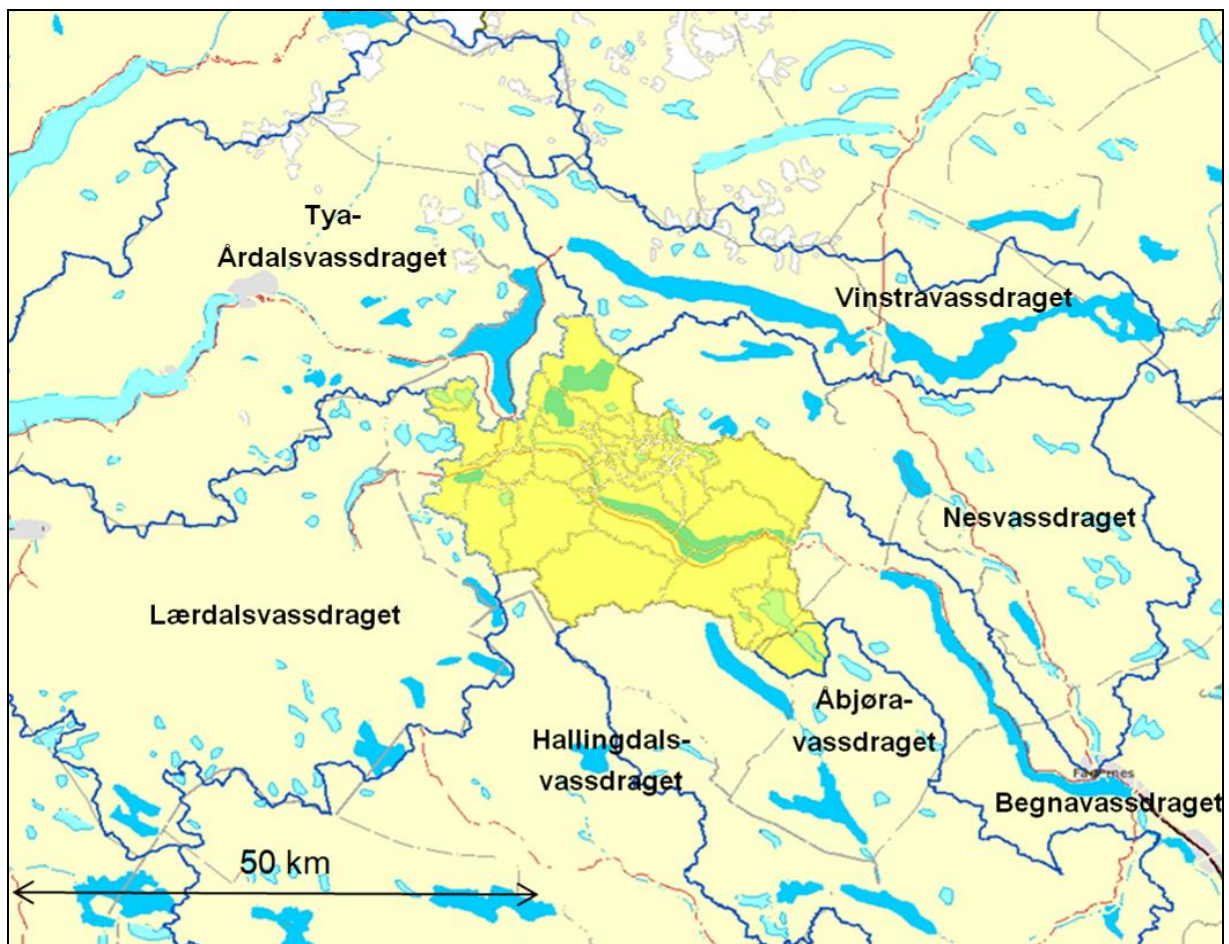 Tya-
Årdalsvassdraget
Vinstravassdraget
Nesvassdraget
Lærdalsvassdraget
Åbjøra-
vassdraget
Hallingdals-
vassdraget
Begnavassdraget
50 km